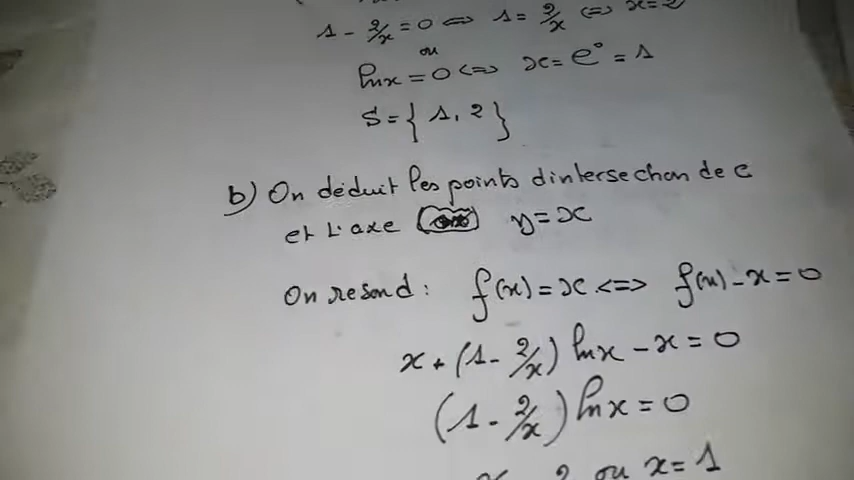 1 - 2/x = 0 <=> 1 = 2/x <=> x = 2
ou
ln x = 0 <=> x = e° = 1
S = { 1, 2 }
b) On déduit les points d'intersection de C
et l'axe y = x
On resond : f(x) = x <=> f(x) - x = 0
x + (1 - 2/x) ln x - x = 0
(1 - 2/x) ln x = 0
x 2 ou x = 1